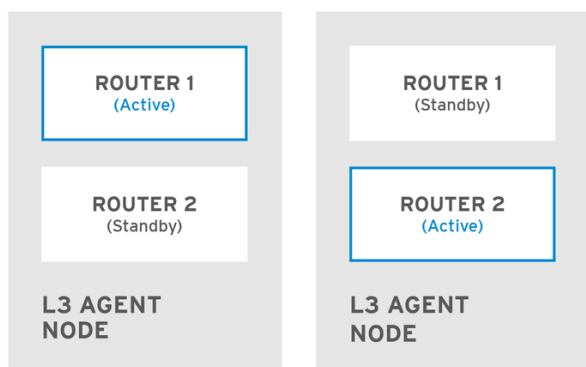 ROUTER 1
(Active)
ROUTER 2
(Standby)
L3 AGENT
NODE
ROUTER 1
(Standby)
ROUTER 2
(Active)
L3 AGENT
NODE